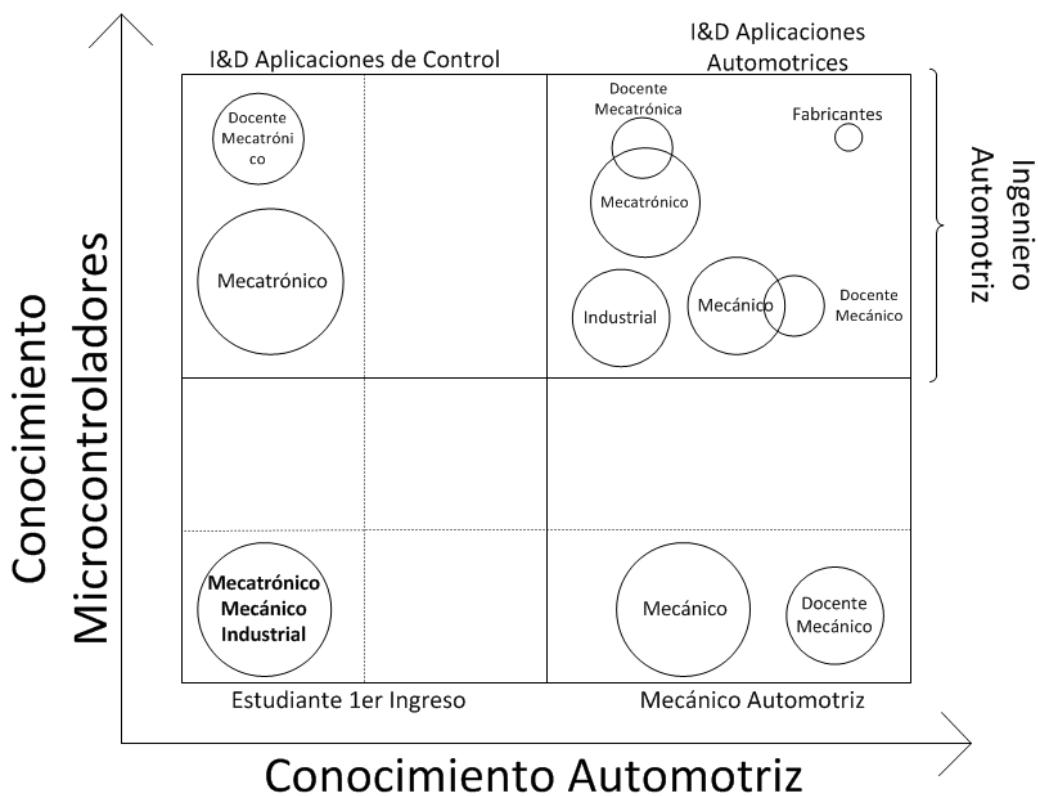 I&D Aplicaciones de Control
I&D Aplicaciones
Automotrices
Docente
Mecatróni
co
Mecatrónico
Docente
Mecatrónica
Fabricantes
Mecatrónico
Industrial
Mecánico
Docente
Mecánico
Ingeniero
Automotriz
Conocimiento
Microcontroladores
Mecatrónico
Mecánico
Industrial
Mecánico
Docente
Mecánico
Estudiante 1er Ingreso
Mecánico Automotriz
Conocimiento Automotriz